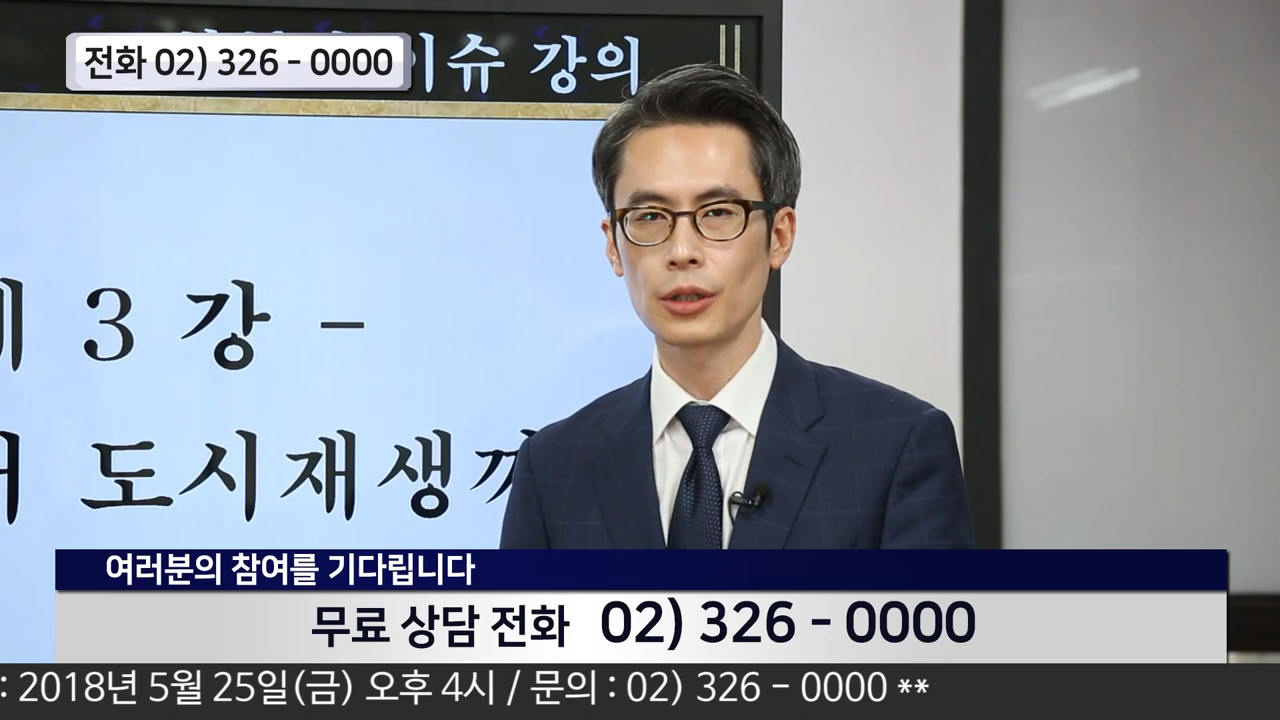 전화 02) 326 - 0000
이슈 강의
제 3 강 -
도시재생
여러분의 참여를 기다립니다
무료 상담 전화 02) 326 - 0000
: 2018년 5월 25일(금) 오후 4시 / 문의 : 02) 326 - 0000 **